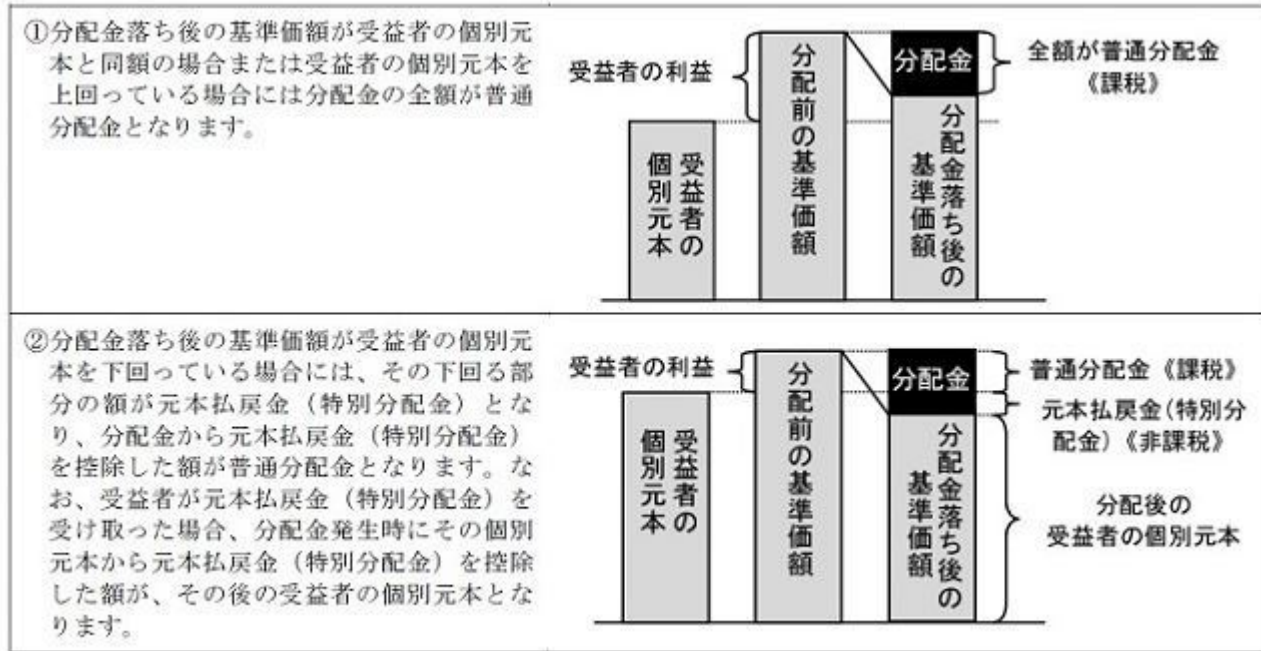 ①分配金落ち後の基準価額が受益者の個別元
本と同額の場合または受益者の個別元本を
上回っている場合には分配金の全額が普通
分配金となります。
受益者の利益
受益者の
個別元本
分配前の基準価額
分配金
分配金落ち後の
基準価額
全額が普通分配金
《課税》
②分配金落ち後の基準価額が受益者の個別元
本を下回っている場合には、その下回る部
分の額が元本払戻金（特別分配金）とな
り、分配金から元本払戻金（特別分配金）
を控除した額が普通分配金となります。な
お、受益者が元本払戻金（特別分配金）を
受け取った場合、分配金発生時にその個別
元本から元本払戻金（特別分配金）を控除
した額が、その後の受益者の個別元本とな
ります。
受益者の利益
受益者の
個別元本
分配前の基準価額
分配金
分配金落ち後の
基準価額
普通分配金《課税》
元本払戻金(特別分
配金)《非課税》
分配後の
受益者の個別元本